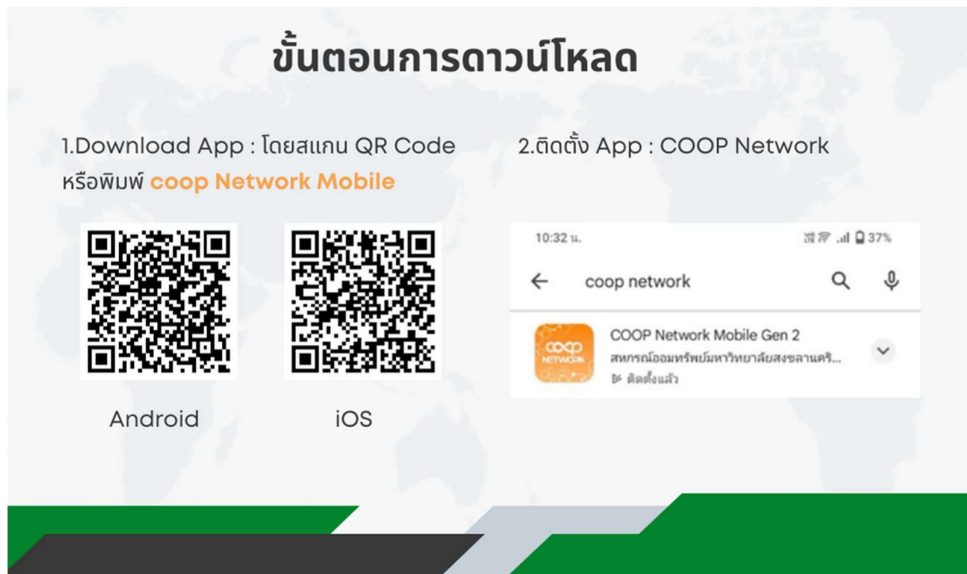 ขั้นตอนการดาวน์โหลด
1.Download App : โดยสแกน QR Code
หรือพิมพ์ coop Network Mobile
Android
iOS
2.ติดตั้ง App : COOP Network
10:32 น.
37%
coop network
coop
NETWORK
COOP Network Mobile Gen 2
สหกรณ์ออมทรัพย์มหาวิทยาลัยสงขลานคริ...
ติดตั้งแล้ว